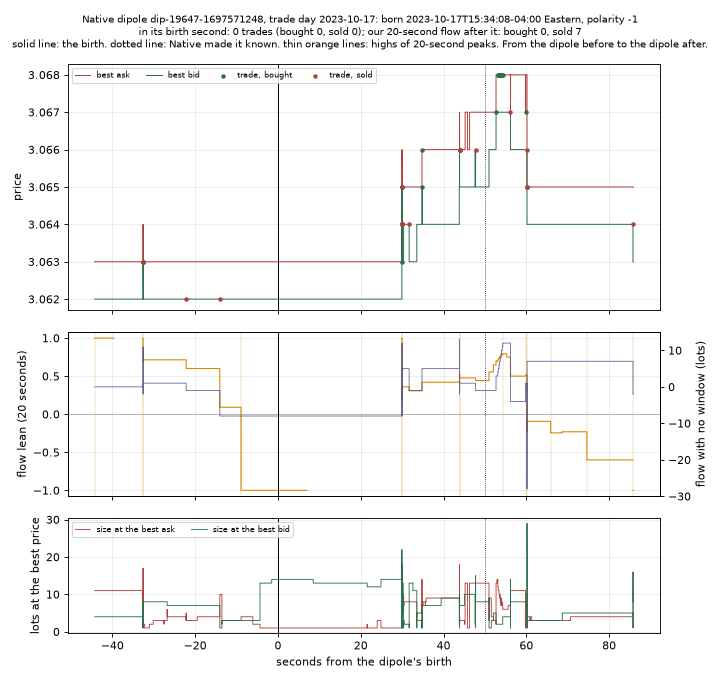 Native dipole dip-19647-1697571248, trade day 2023-10-17: born 2023-10-17T15:34:08-04:00 Eastern, polarity -1
in its birth second: 0 trades (bought 0, sold 0); our 20-second flow after it: bought 0, sold 7
solid line: the birth. dotted line: Native made it known. thin orange lines: highs of 20-second peaks. From the dipole before to the dipole after.
best ask
best bid
trade, bought
trade, sold
3.068
3.067
3.066
3.065
3.064
3.063
3.062
price
1.0
0.5
0.0
−0.5
−1.0
flow lean (20 seconds)
10
0
−10
−20
−30
flow with no window (lots)
size at the best ask
size at the best bid
30
20
10
0
lots at the best price
−40
−20
0
20
40
60
80
seconds from the dipole's birth